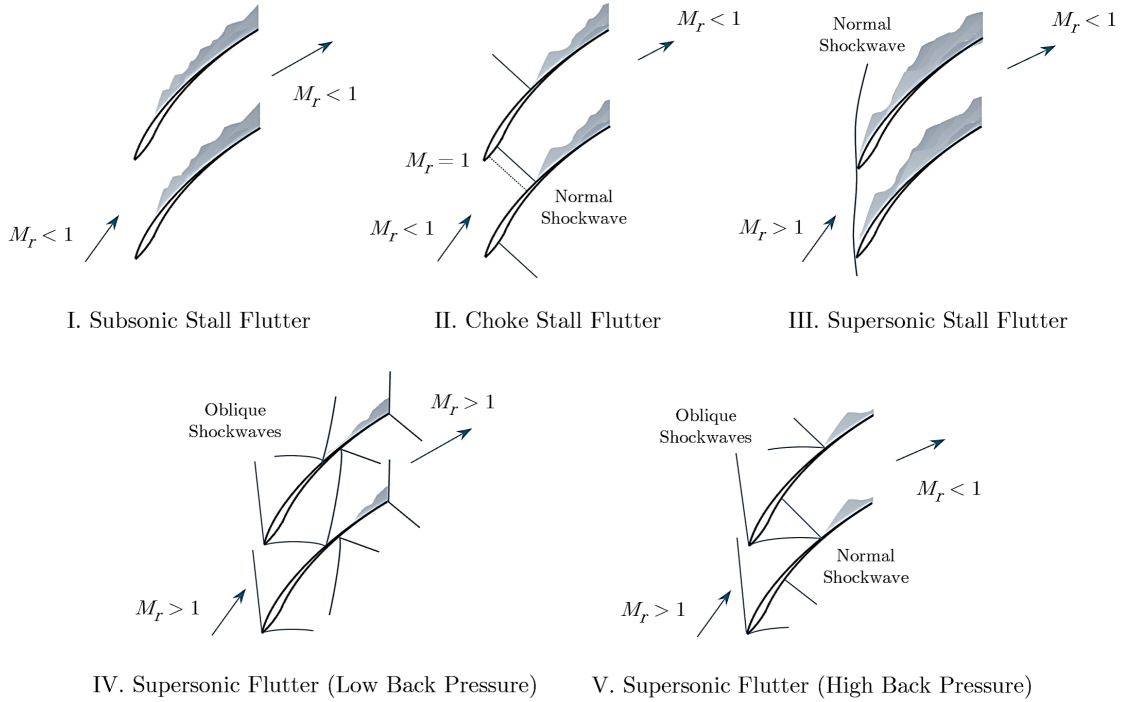 M_r < 1
M_r < 1
I. Subsonic Stall Flutter
M_r < 1
M_r = 1
Normal
Shockwave
M_r < 1
II. Choke Stall Flutter
Normal
Shockwave
M_r < 1
M_r > 1
III. Supersonic Stall Flutter
Oblique
Shockwaves
M_r > 1
M_r > 1
IV. Supersonic Flutter (Low Back Pressure)
Oblique
Shockwaves
M_r < 1
Normal
Shockwave
M_r > 1
V. Supersonic Flutter (High Back Pressure)